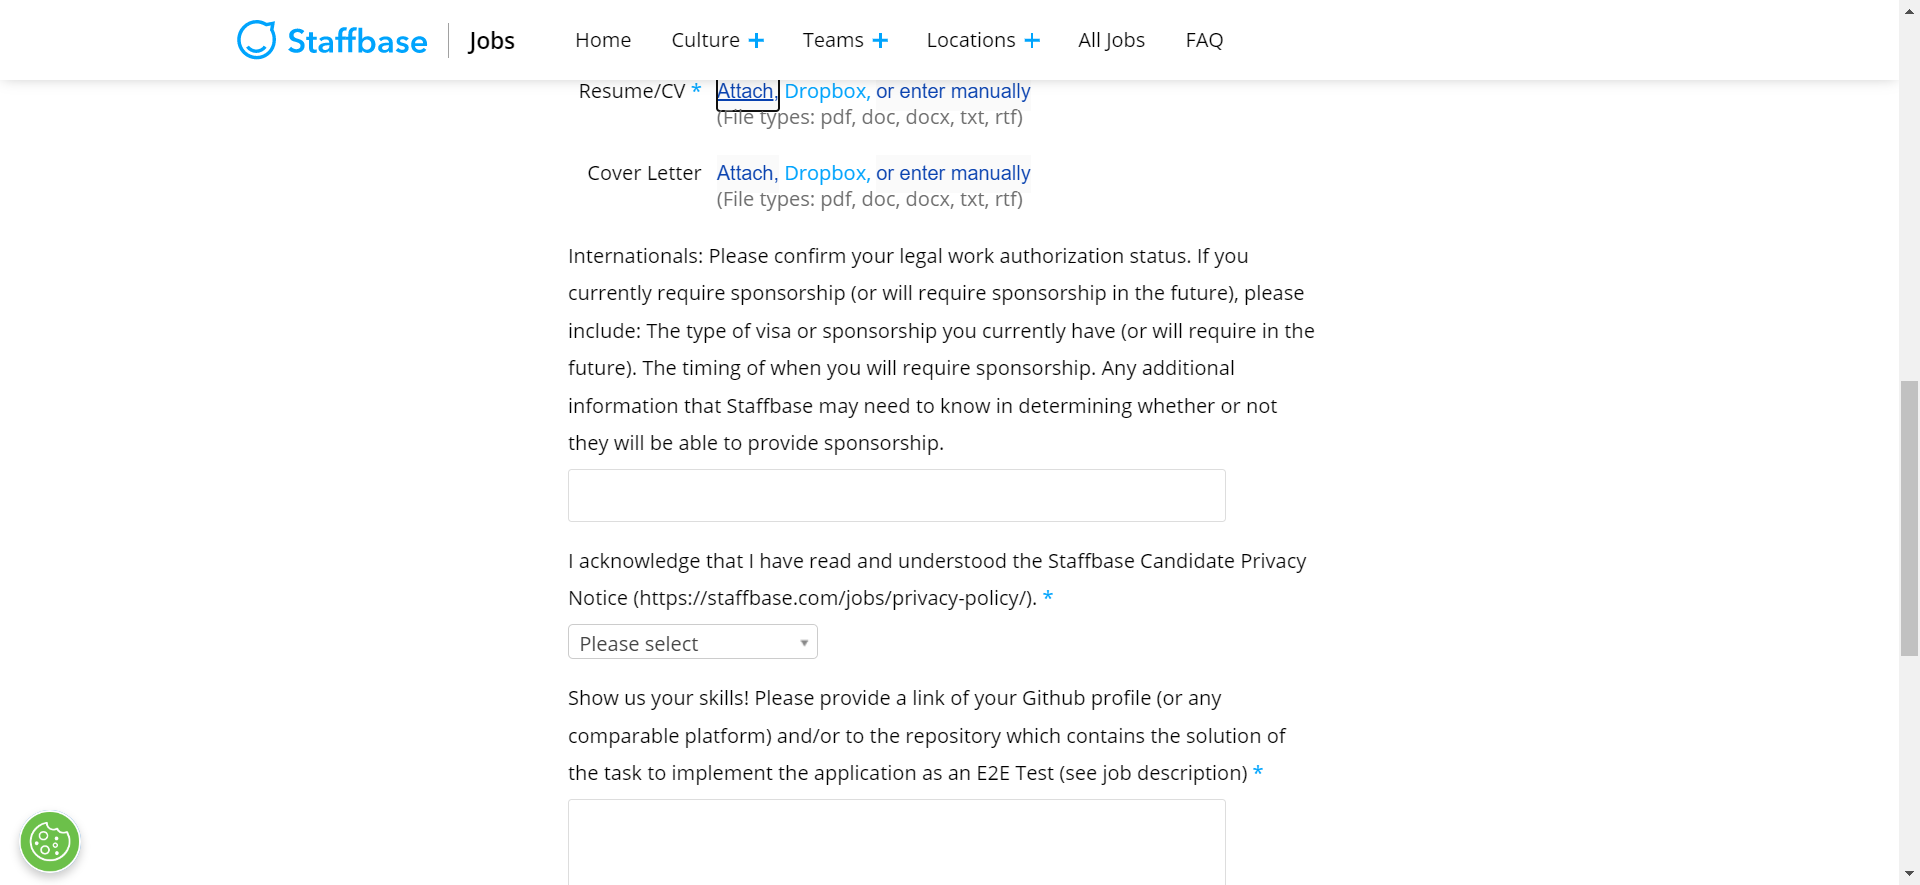 Staffbase Jobs Home Culture + Teams + Locations + All Jobs FAQ
Resume/CV * Attach, Dropbox, or enter manually
(File types: pdf, doc, docx, txt, rtf)
Cover Letter Attach, Dropbox, or enter manually
(File types: pdf, doc, docx, txt, rtf)
Internationals: Please confirm your legal work authorization status. If you
currently require sponsorship (or will require sponsorship in the future), please
include: The type of visa or sponsorship you currently have (or will require in the
future). The timing of when you will require sponsorship. Any additional
information that Staffbase may need to know in determining whether or not
they will be able to provide sponsorship.
I acknowledge that I have read and understood the Staffbase Candidate Privacy
Notice (https://staffbase.com/jobs/privacy-policy/). *
Please select
Show us your skills! Please provide a link of your Github profile (or any
comparable platform) and/or to the repository which contains the solution of
the task to implement the application as an E2E Test (see job description) *